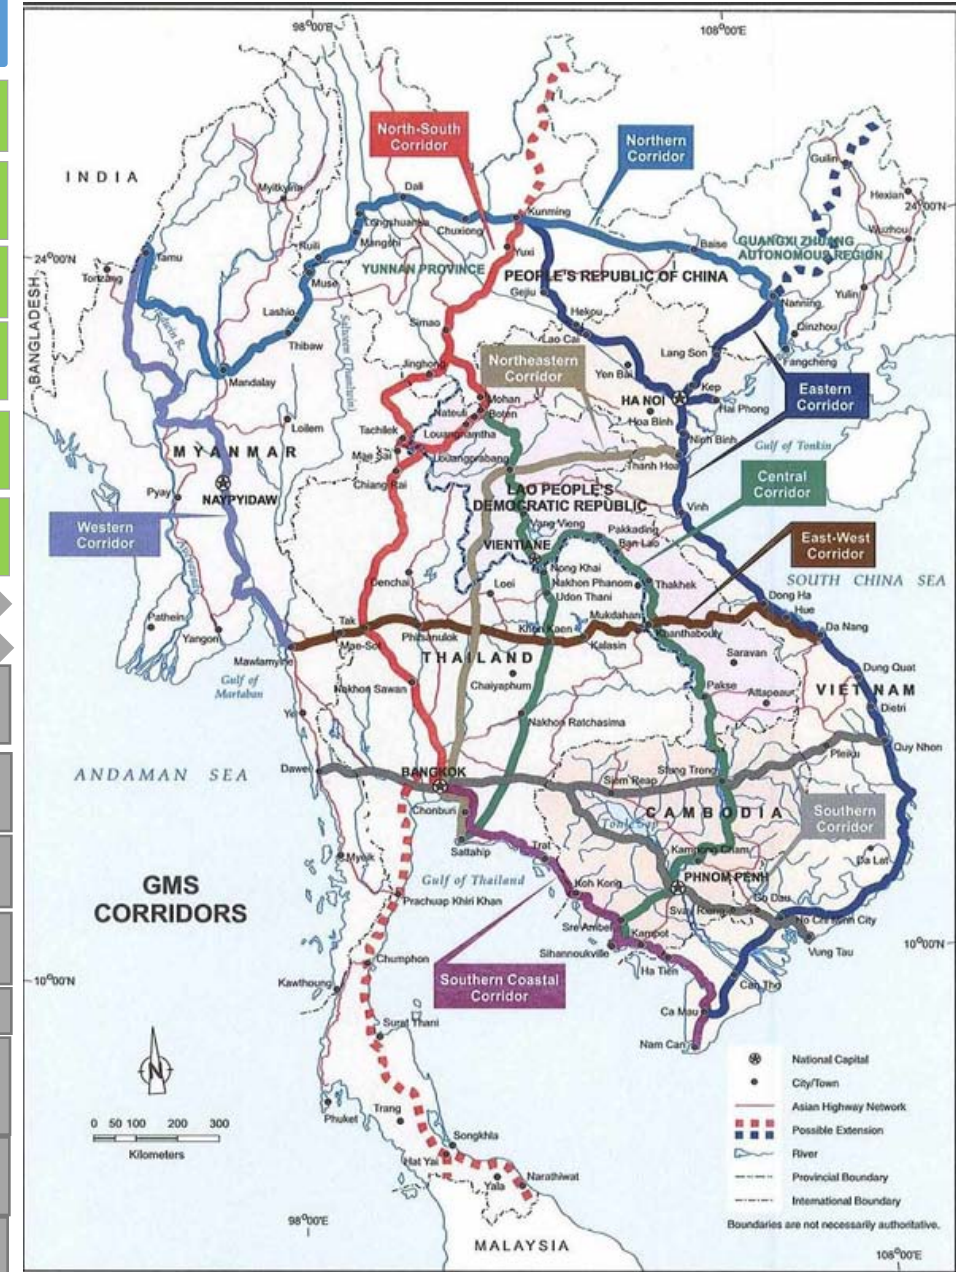 98°00'E
108°00'E
North-South
Corridor
Northern
Corridor
Guilin
INDIA
Myitkyina
Dali
Hexian
24°00'N
Kunming
Longshuanba
Chuxiong
Wuzhou
Mangshi
Baise
GUANGXI ZHUANG
AUTONOMOUS REGION
Ruili
Yuxi
Tamu
24°00'N
YUNNAN PROVINCE
PEOPLE'S REPUBLIC OF CHINA
Tonzang
Muse
Gejiu
Nanning
Yulin
BANGLADESH
Lashio
Hekou
Simao
Lao Cai
Qinzhou
Salween (Thanlwin)
Thibaw
Lang Son
Fangcheng
Northeastern
Corridor
Jinghong
Yen Bai
Mandalay
Kep
Eastern
Corridor
HA NOI
Hai Phong
Mohan
Nateuil
Boten
Loilem
Hoa Binh
Tachilek
Louangnamtha
Ninh Binh
Gulf of Tonkin
MYANMAR
Mae Sai
Louangprabang
Thanh Hoa
Chiang Rai
Central
Corridor
NAYPYIDAW
Pyay
LAO PEOPLE'S
DEMOCRATIC REPUBLIC
Vinh
Western
Corridor
Vang Vieng
Pakkading
Ban Lao
East-West
Corridor
VIENTIANE
Nong Khai
Denchai
Loei
Nakhon Phanom
Thakhek
SOUTH CHINA SEA
Udon Thani
Dong Ha
Pathein
Mukdahan
Hue
Tak
Yangon
Phitsanulok
Khon Kaen
Khanthabouly
Da Nang
Mae-Sot
Kalasin
Mawlamyine
THAILAND
Saravan
Dung Quat
Gulf of
Martaban
Nakhon Sawan
Chaiyaphum
Pakse
Attapeau
VIETNAM
Ye
Dietri
Nakhon Ratchasima
Quy Nhon
Pleiku
ANDAMAN SEA
Dawei
BANGKOK
Siem Reap
Stung Treng
Chonburi
CAMBODIA
Southern
Corridor
Tonle Sap
Sattahip
Trat
Kampong Cham
Da Lat
Myeik
GMS
CORRIDORS
Gulf of Thailand
Koh Kong
PHNOM PENH
Prachuap Khiri Khan
Go Dau
Svay Rieng
Ho Chi Minh City
Sre Ambel
Kampot
10°00'N
Sihannoukville
Vung Tau
Chumphon
Ha Tien
10°00'N
Kawthoung
Southern Coastal
Corridor
Can Tho
Ca Mau
Surat Thani
Nam Can
National Capital
City/Town
Asian Highway Network
Possible Extension
River
Provincial Boundary
International Boundary
Boundaries are not necessarily authoritative.
N
0 50 100 200 300
Kilometers
Phuket
Trang
Songkhla
Hat Yai
Yala
Narathiwat
98°00'E
MALAYSIA
108°00'E